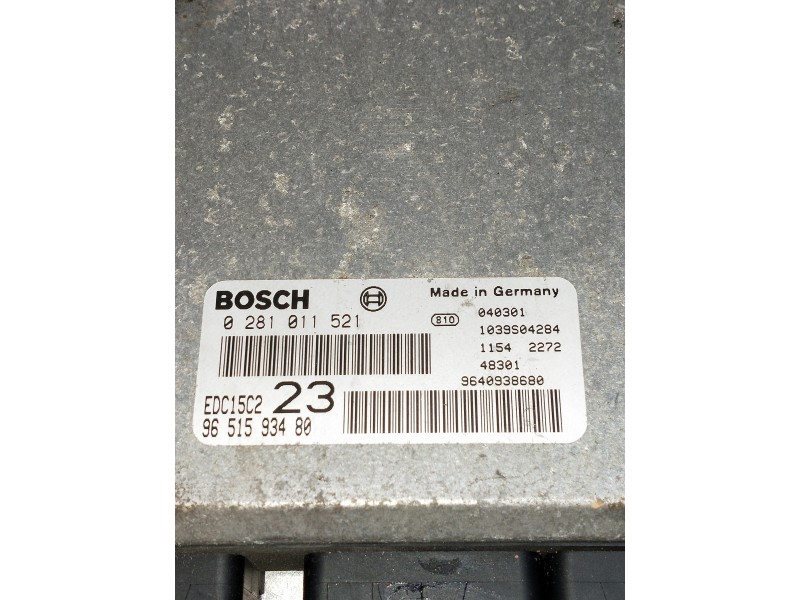 BOSCH
Made in Germany
0 281 011 521
810
040301
1039S04284
1154 2272
48301
9640938680
EDC15C2 23
96 515 934 80